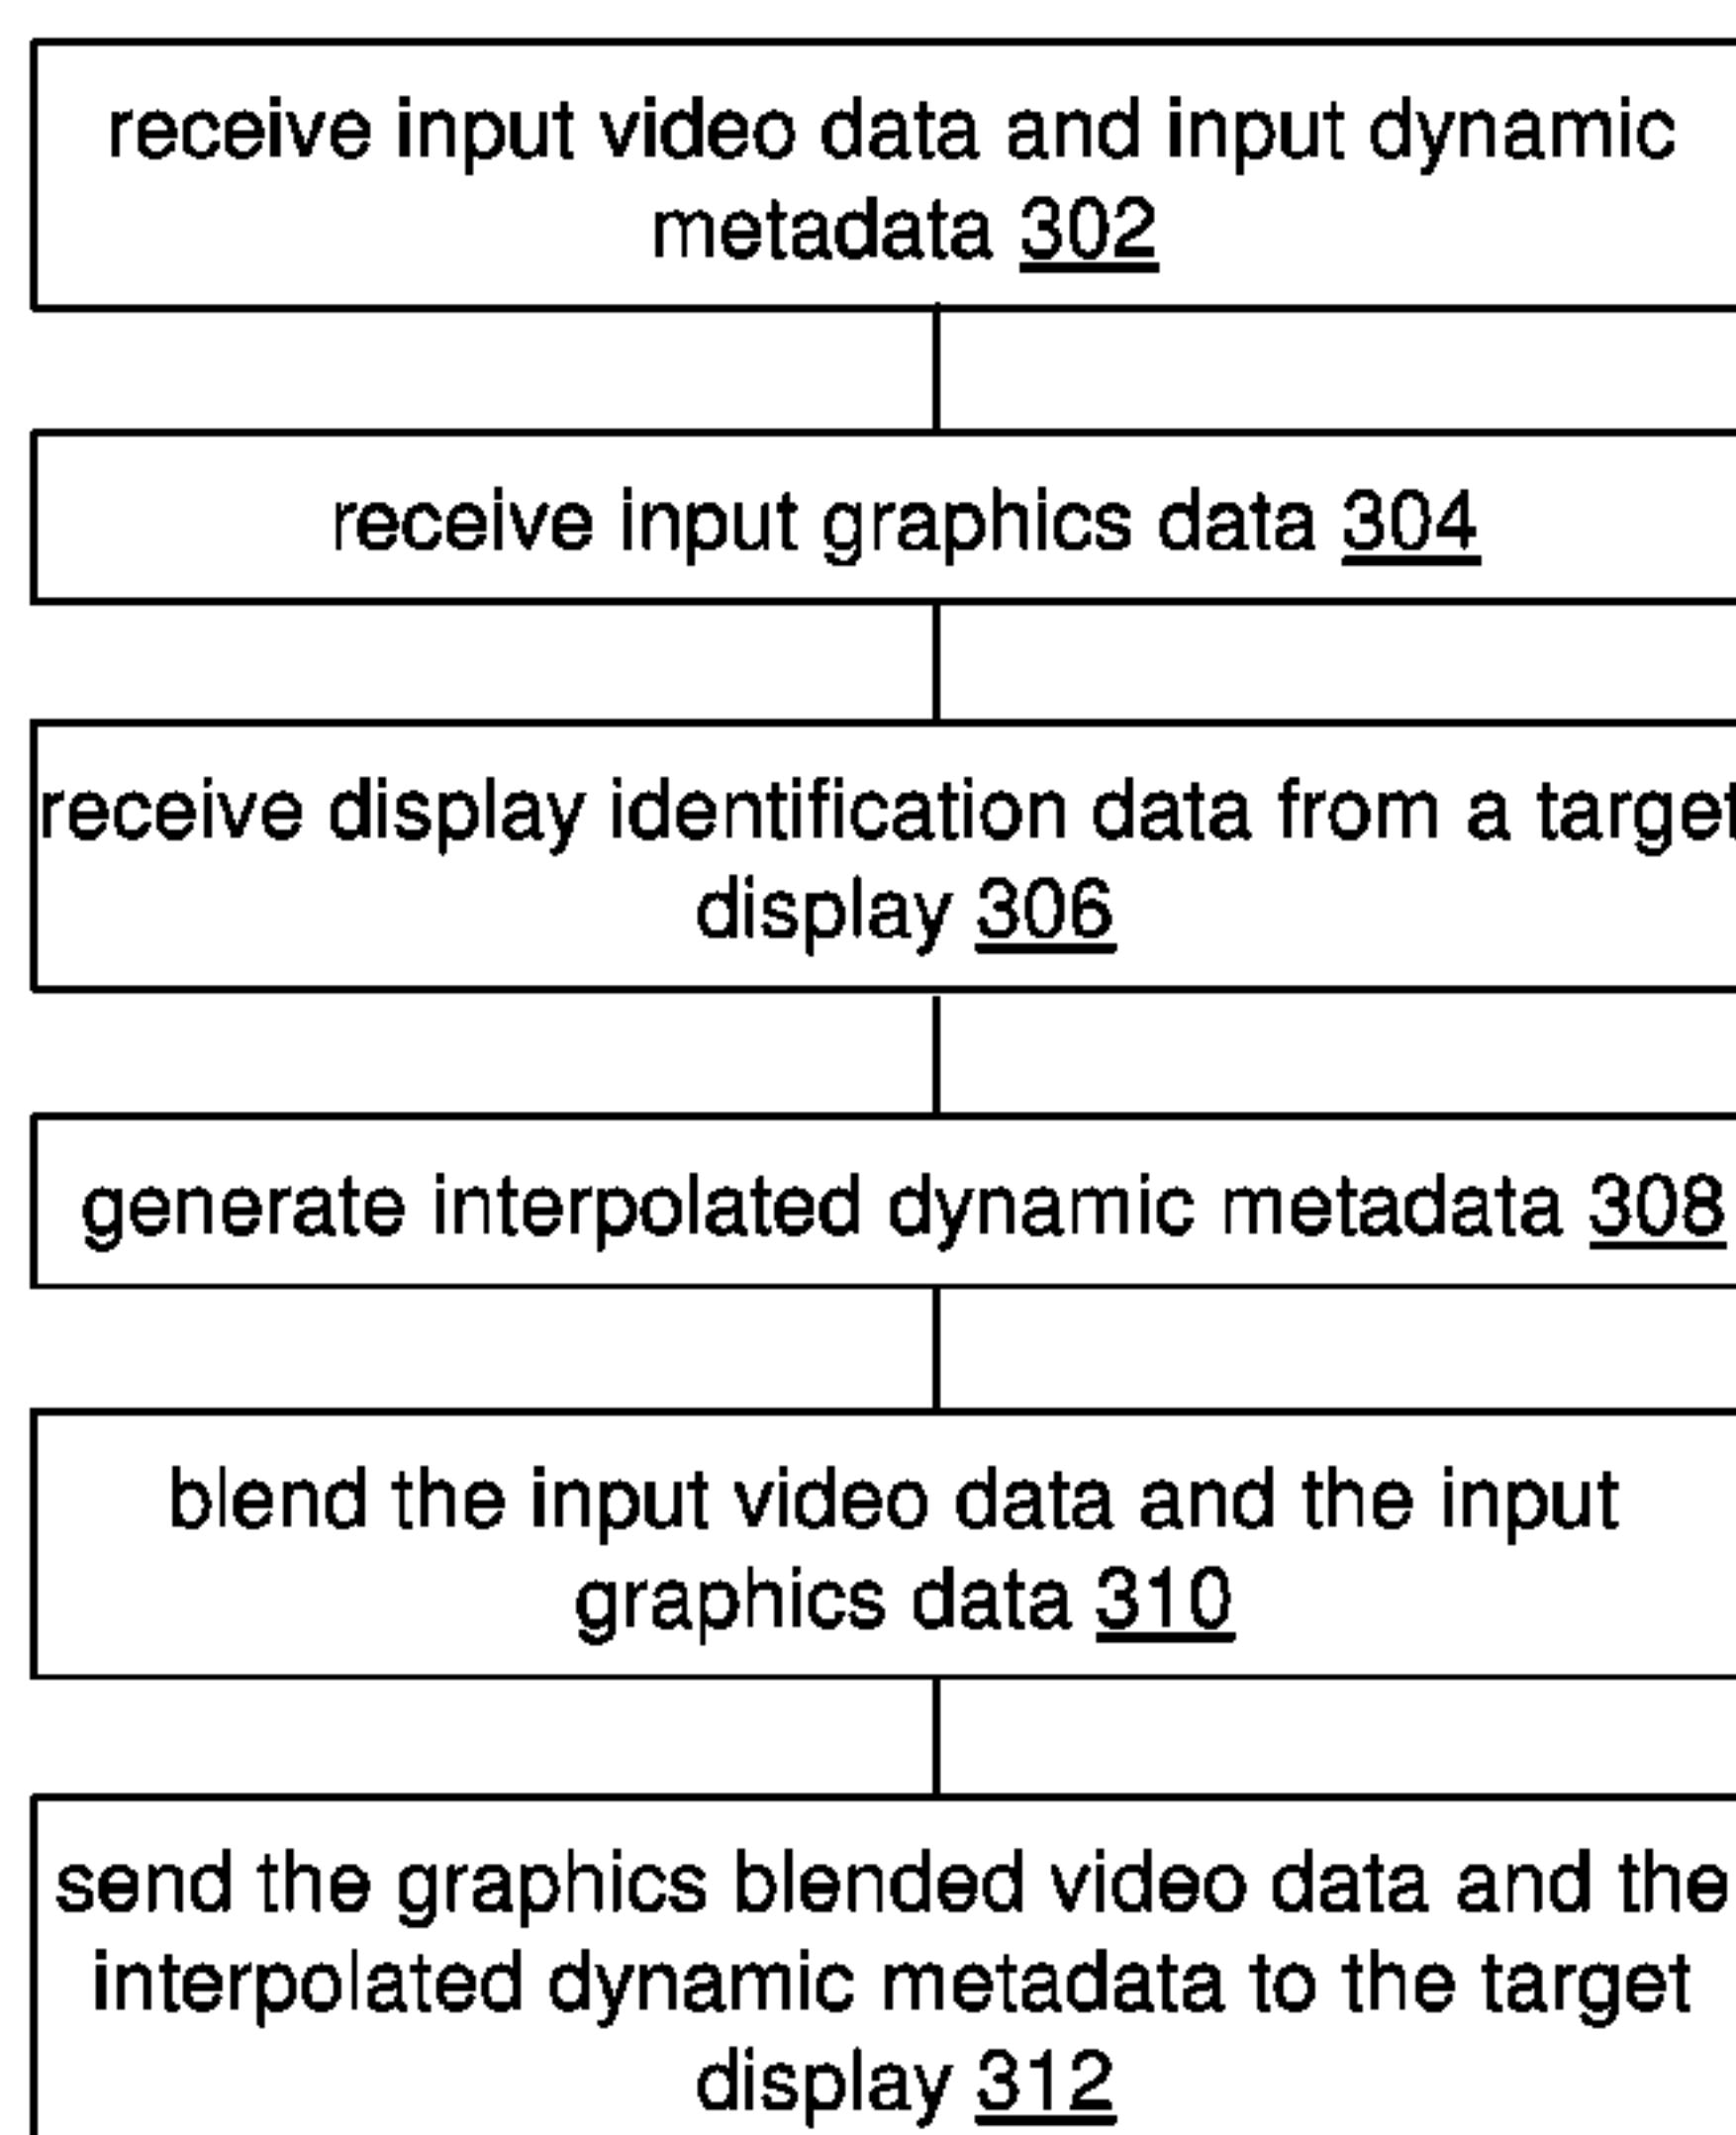 receive input video data and input dynamic
metadata 302
receive input graphics data 304
receive display identification data from a target
display 306
generate interpolated dynamic metadata 308
blend the input video data and the input
graphics data 310
send the graphics blended video data and the
interpolated dynamic metadata to the target
display 312